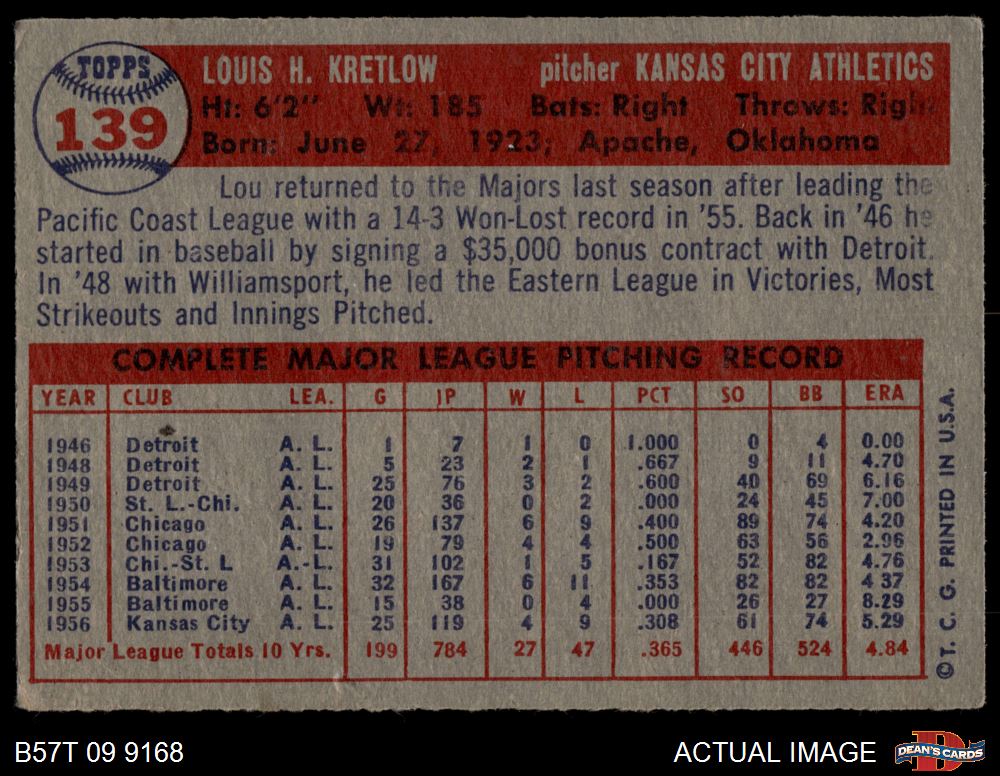 TOPPS
139
LOUIS H. KRETLOW pitcher KANSAS CITY ATHLETICS
Ht: 6'2" Wt: 185 Bats: Right Throws: Right
Born: June 27, 1923; Apache, Oklahoma
Lou returned to the Majors last season after leading the
Pacific Coast League with a 14-3 Won-Lost record in '55. Back in '46 he
started in baseball by signing a $35,000 bonus contract with Detroit.
In '48 with Williamsport, he led the Eastern League in Victories, Most
Strikeouts and Innings Pitched.
COMPLETE MAJOR LEAGUE PITCHING RECORD
YEAR CLUB LEA. G IP W L PCT SO BB ERA
1946 Detroit A. L. 1 7 1 0 1.000 0 4 0.00
1948 Detroit A. L. 5 23 2 1 .667 9 11 4.70
1949 Detroit A. L. 25 76 3 2 .600 40 69 6.16
1950 St. L.-Chi. A. L. 20 36 0 2 .000 24 45 7.00
1951 Chicago A. L. 26 137 6 9 .400 89 74 4.20
1952 Chicago A. L. 19 79 4 4 .500 63 56 2.96
1953 Chi.-St. L A.-L. 31 102 1 5 .167 52 82 4.76
1954 Baltimore A. L. 32 167 6 11 .353 82 82 4 37
1955 Baltimore A. L. 15 38 0 4 .000 26 27 8.29
1956 Kansas City A. L. 25 119 4 9 .308 61 74 5.29
Major League Totals 10 Yrs. 199 784 27 47 .365 446 524 4.84
© T. C. G. PRINTED IN U.S.A.
B57T 09 9168 ACTUAL IMAGE DEAN'S CARDS